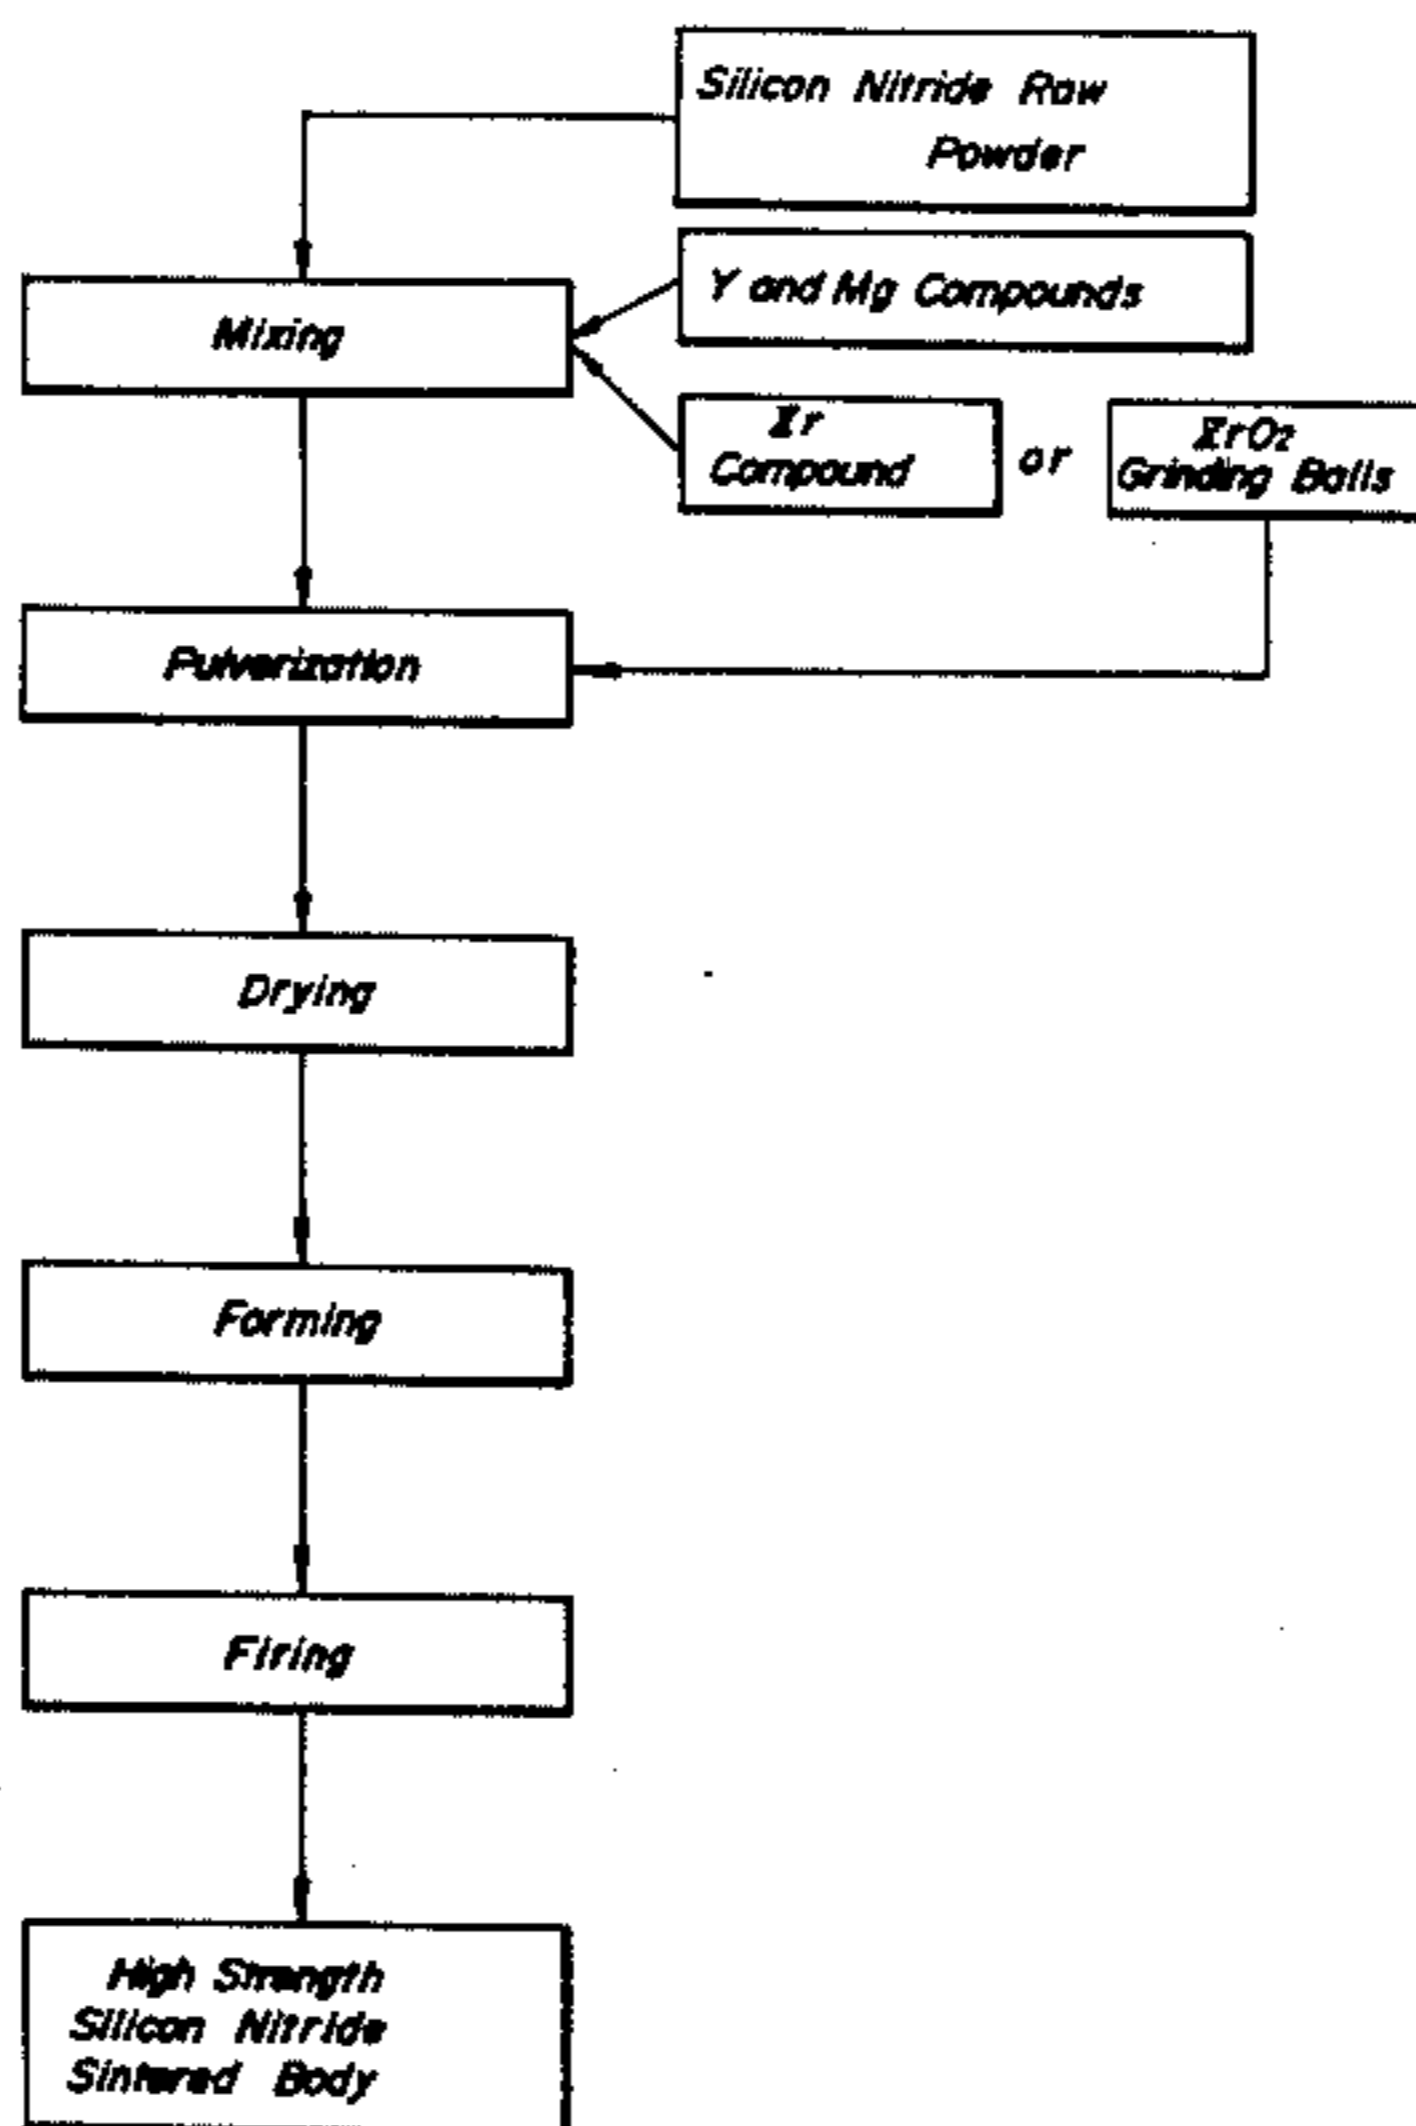 Silicon Nitride Raw
Powder
Y and Mg Compounds
Mixing
Zr
Compound
or
ZrO₂
Grinding Balls
Pulverization
Drying
Forming
Firing
High Strength
Silicon Nitride
Sintered Body